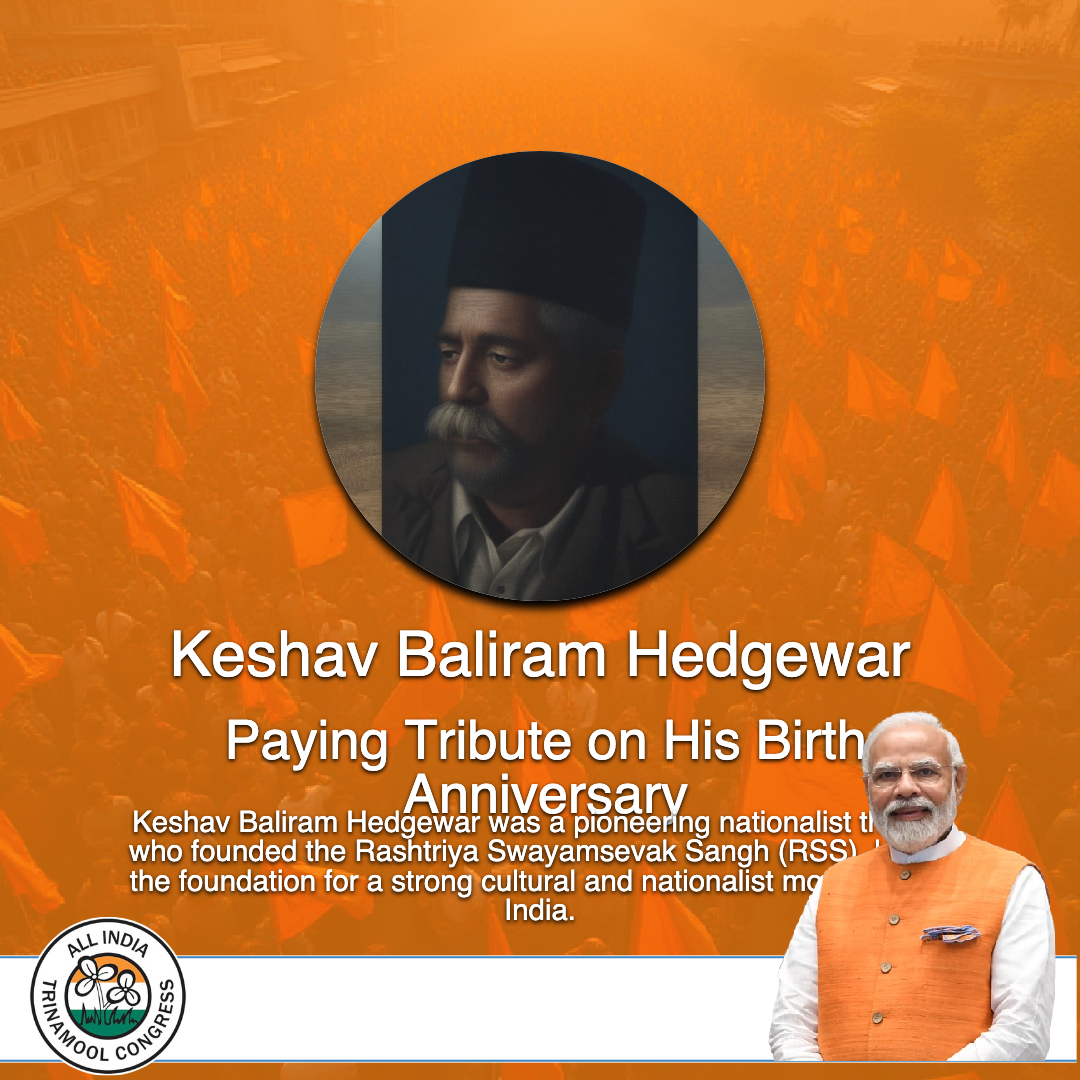 Keshav Baliram Hedgewar
Paying Tribute on His Birth
Anniversary
Keshav Baliram Hedgewar was a pioneering nationalist
who founded the Rashtriya Swayamsevak Sangh (RSS),
the foundation for a strong cultural and nationalist
India.
ALL INDIA
TRINAMOOL CONGRESS